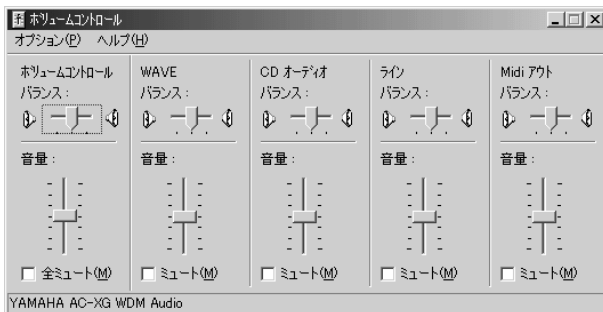 ボリュームコントロール
オプション(P) ヘルプ(H)
ボリュームコントロール
バランス:
音量:
全ミュート(M)
WAVE
バランス:
音量:
ミュート(M)
CD オーディオ
バランス:
音量:
ミュート(M)
ライン
バランス:
音量:
ミュート(M)
Midi アウト
バランス:
音量:
ミュート(M)
YAMAHA AC-XG WDM Audio